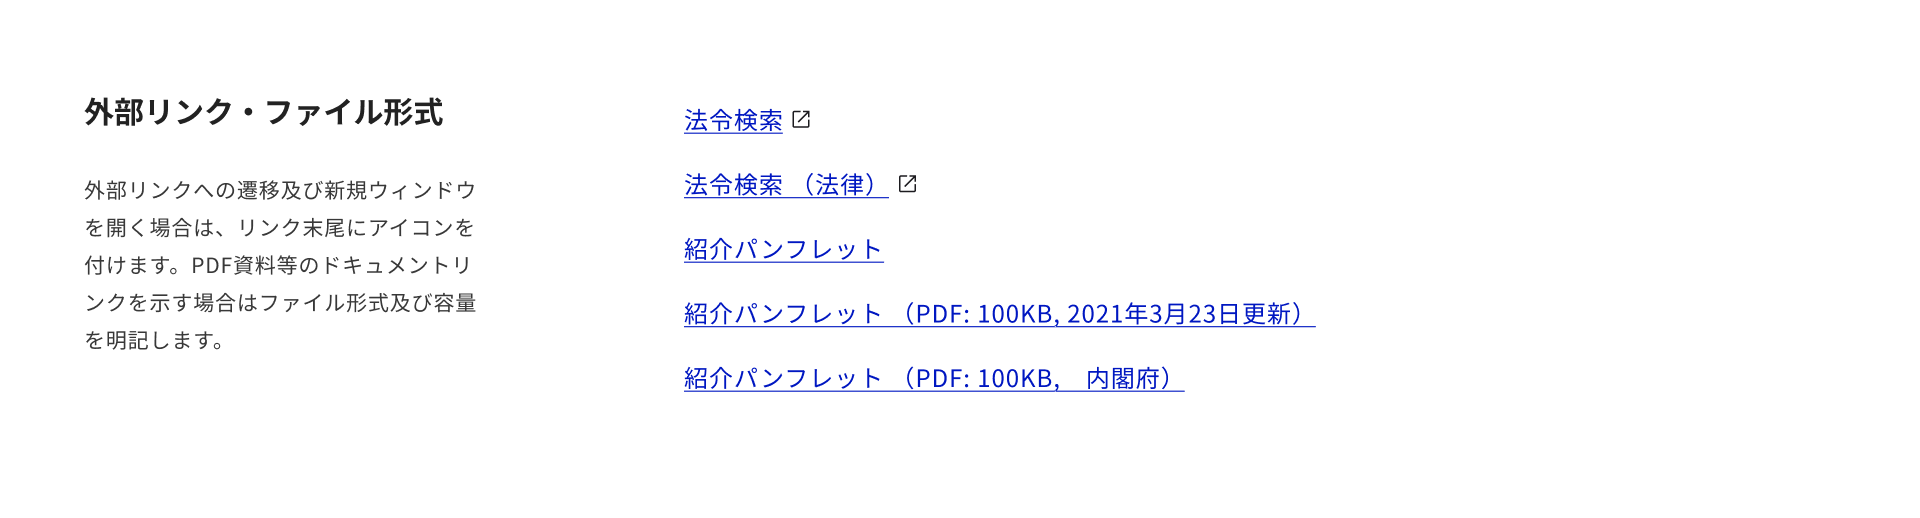 外部リンク・ファイル形式
外部リンクへの遷移及び新規ウィンドウ
を開く場合は、リンク末尾にアイコンを
付けます。PDF資料等のドキュメントリ
ンクを示す場合はファイル形式及び容量
を明記します。
法令検索
法令検索 （法律）
紹介パンフレット
紹介パンフレット （PDF: 100KB, 2021年3月23日更新）
紹介パンフレット （PDF: 100KB,　内閣府）